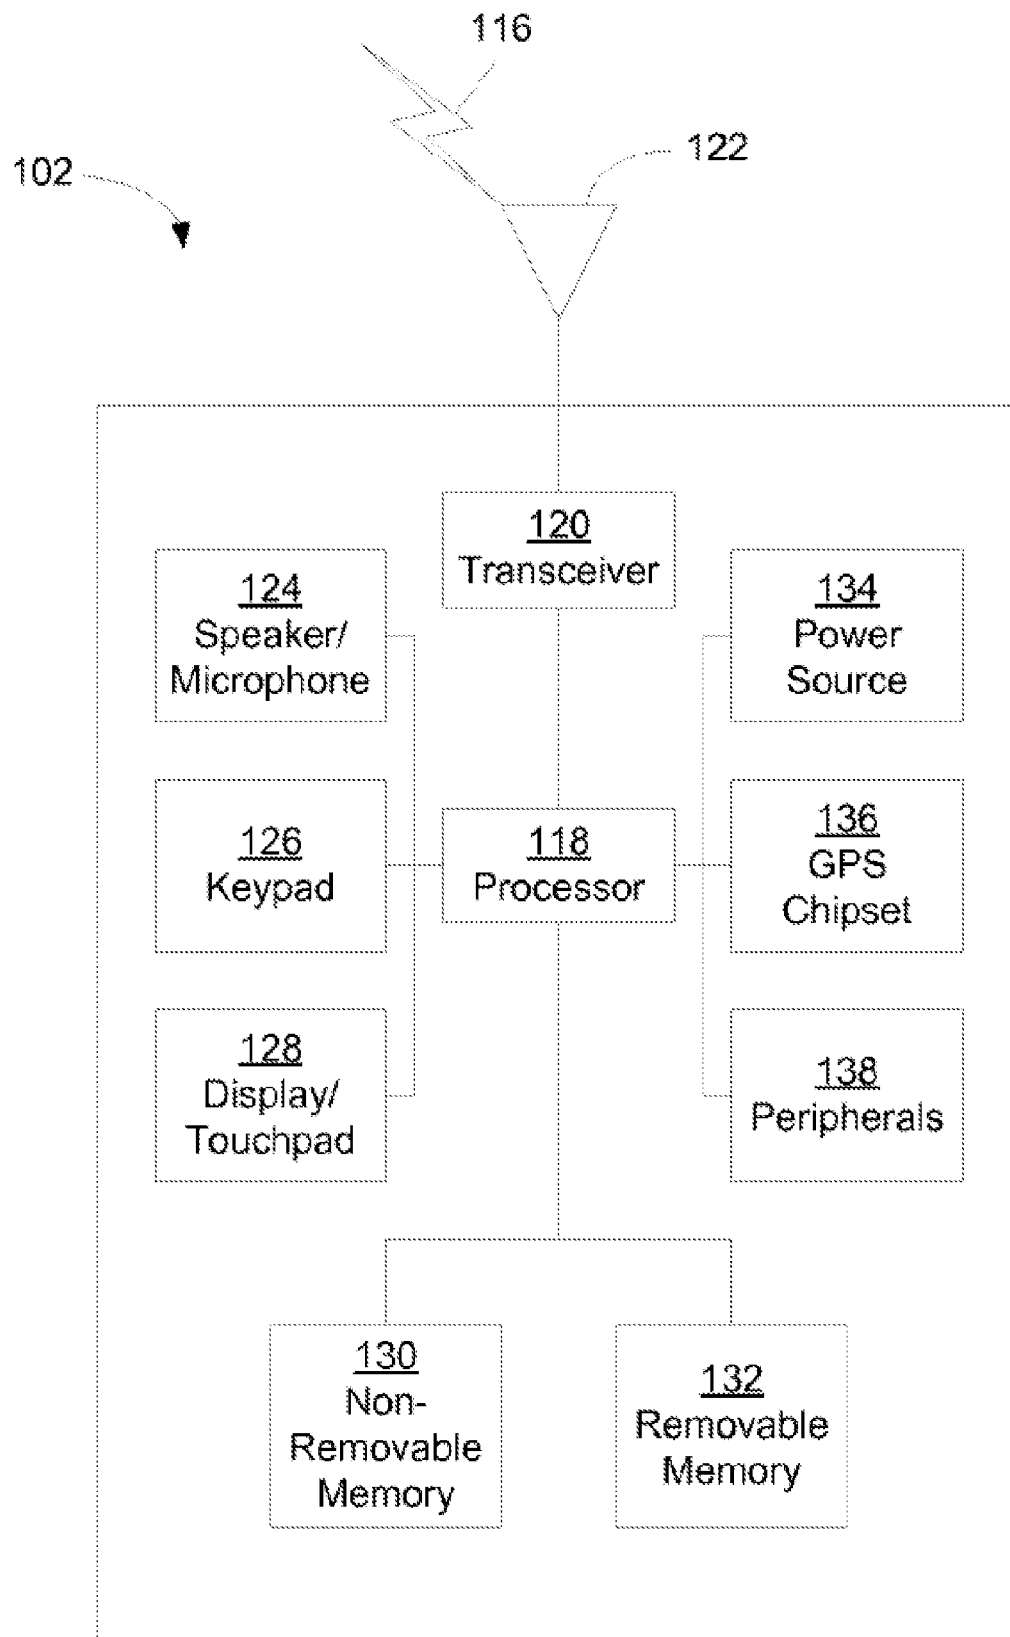 116
122
102
120
Transceiver
124
Speaker/
Microphone
134
Power
Source
126
Keypad
118
Processor
136
GPS
Chipset
128
Display/
Touchpad
138
Peripherals
130
Non-
Removable
Memory
132
Removable
Memory